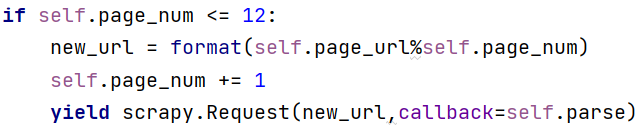 if self.page_num <= 12:
    new_url = format(self.page_url%self.page_num)
    self.page_num += 1
    yield scrapy.Request(new_url,callback=self.parse)